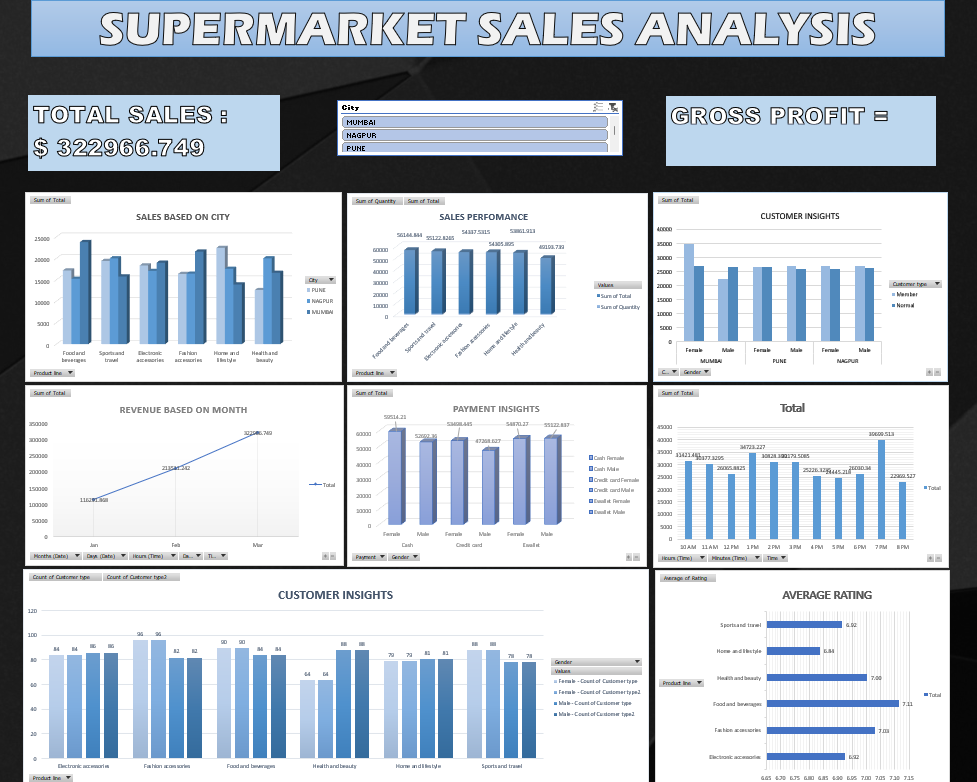 SUPERMARKET SALES ANALYSIS
TOTAL SALES :
$ 322966.749
City
MUMBAI
NAGPUR
PUNE
GROSS PROFIT =
Sum of Total
SALES BASED ON CITY
25000
20000
15000
10000
5000
0
Food and beverages
Sports and travel
Electronic accessories
Fashion accessories
Home and lifestyle
Health and beauty
City
PUNE
NAGPUR
MUMBAI
Product line
Sum of Quantity Sum of Total
SALES PERFOMANCE
56144.844 55122.8265 54337.5315 54305.895 53861.913 49193.739
60000
50000
40000
30000
20000
10000
0
Food and beverages
Sports and travel
Electronic accessories
Fashion accessories
Home and lifestyle
Health and beauty
Values
Sum of Total
Sum of Quantity
Product line
Sum of Total
CUSTOMER INSIGHTS
40000
35000
30000
25000
20000
15000
10000
5000
0
Female Male Female Male Female Male
MUMBAI PUNE NAGPUR
Customer type
Member
Normal
C... Gender
Sum of Total
REVENUE BASED ON MONTH
350000
300000
250000
200000
150000
100000
50000
0
322966.749
Jan Feb Mar
Total
Months (Date) Days (Date) Hours (Time) Da... Ti...
Sum of Total
PAYMENT INSIGHTS
59514.21 53498.445 47268.627 54870.27 55122.837
60000
50000
40000
30000
20000
10000
0
Female Male Female Male Female Male
Cash Credit card Ewallet
Cash Female
Cash Male
Credit card Female
Credit card Male
Ewallet Female
Ewallet Male
Payment Gender
Sum of Total
Total
45000
40000
35000
30000
25000
20000
15000
10000
5000
0
26065.8825 34723.227 26030.34 39699.513 22969.527
10 AM 11 AM 12 PM 1 PM 2 PM 3 PM 4 PM 5 PM 6 PM 7 PM 8 PM
Total
Hours (Time) Minutes (Time) Time
Count of Customer type Count of Customer type2
CUSTOMER INSIGHTS
120
100
80
60
40
20
0
84 84 86 86 96 96 82 82 90 90 84 84 64 64 88 88 79 79 81 81 88 88 78 78
Electronic accessories Fashion accessories Food and beverages Health and beauty Home and lifestyle Sports and travel
Gender
Values
Female - Count of Customer type
Female - Count of Customer type2
Male - Count of Customer type
Male - Count of Customer type2
Product line
Average of Rating
AVERAGE RATING
Sports and travel 6.92
Home and lifestyle 6.84
Health and beauty 7.00
Food and beverages 7.11
Fashion accessories 7.03
Electronic accessories 6.92
Product line
Total
6.65 6.70 6.75 6.80 6.85 6.90 6.95 7.00 7.05 7.10 7.15